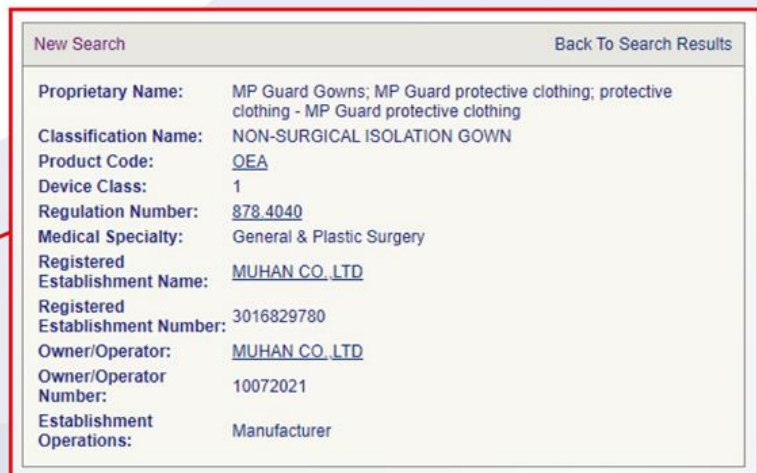 New Search Back To Search Results
Proprietary Name: MP Guard Gowns; MP Guard protective clothing; protective
clothing - MP Guard protective clothing
Classification Name: NON-SURGICAL ISOLATION GOWN
Product Code: OEA
Device Class: 1
Regulation Number: 878.4040
Medical Specialty: General & Plastic Surgery
Registered
Establishment Name: MUHAN CO.,LTD
Registered
Establishment Number: 3016829780
Owner/Operator: MUHAN CO.,LTD
Owner/Operator
Number: 10072021
Establishment
Operations: Manufacturer